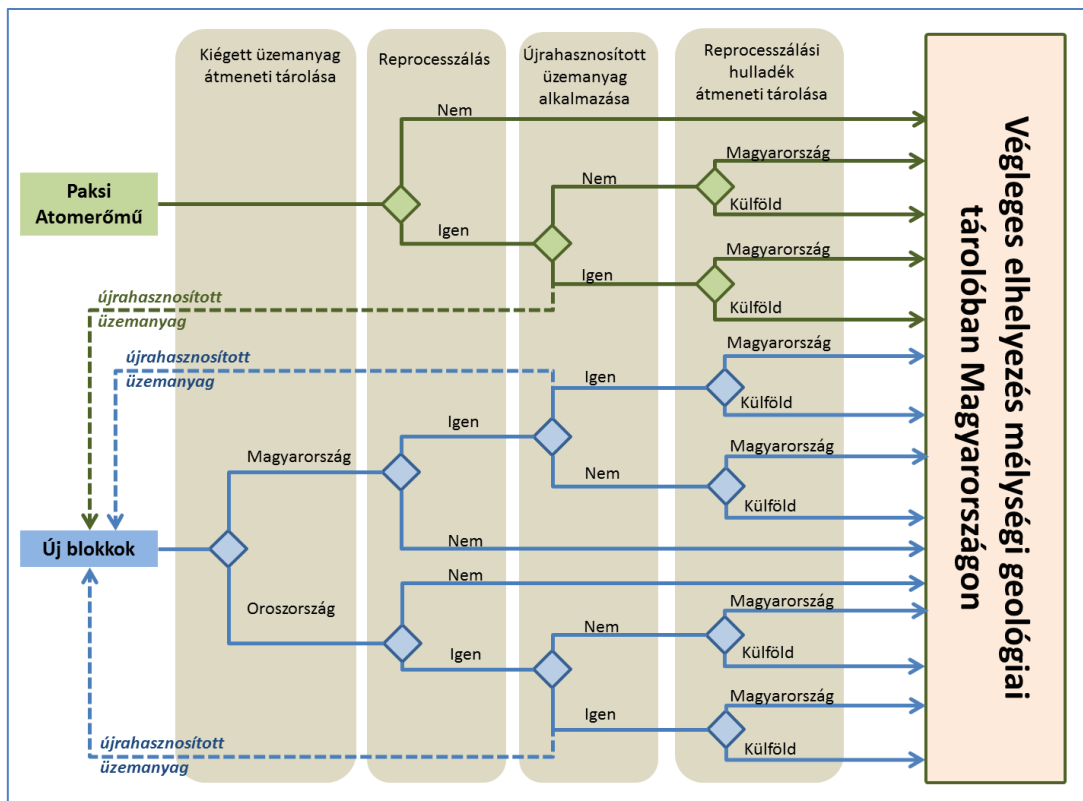 Kiégett üzemanyag
átmeneti tárolása
Reprocesszálás
Újrahasznosított
üzemanyag
alkalmazása
Reprocesszálási
hulladék
átmeneti tárolása
Végleges elhelyezés mélységi geológiai
tárolóban Magyarországon
Nem
Magyarország
Paksi
Atomerőmű
Nem
Külföld
Igen
Magyarország
Igen
újrahasznosított
üzemanyag
Külföld
Magyarország
újrahasznosított
üzemanyag
Igen
Külföld
Igen
Magyarország
Magyarország
Nem
Külföld
Új blokkok
Nem
Nem
Oroszország
Magyarország
Nem
Igen
Külföld
Magyarország
Igen
újrahasznosított
üzemanyag
Külföld